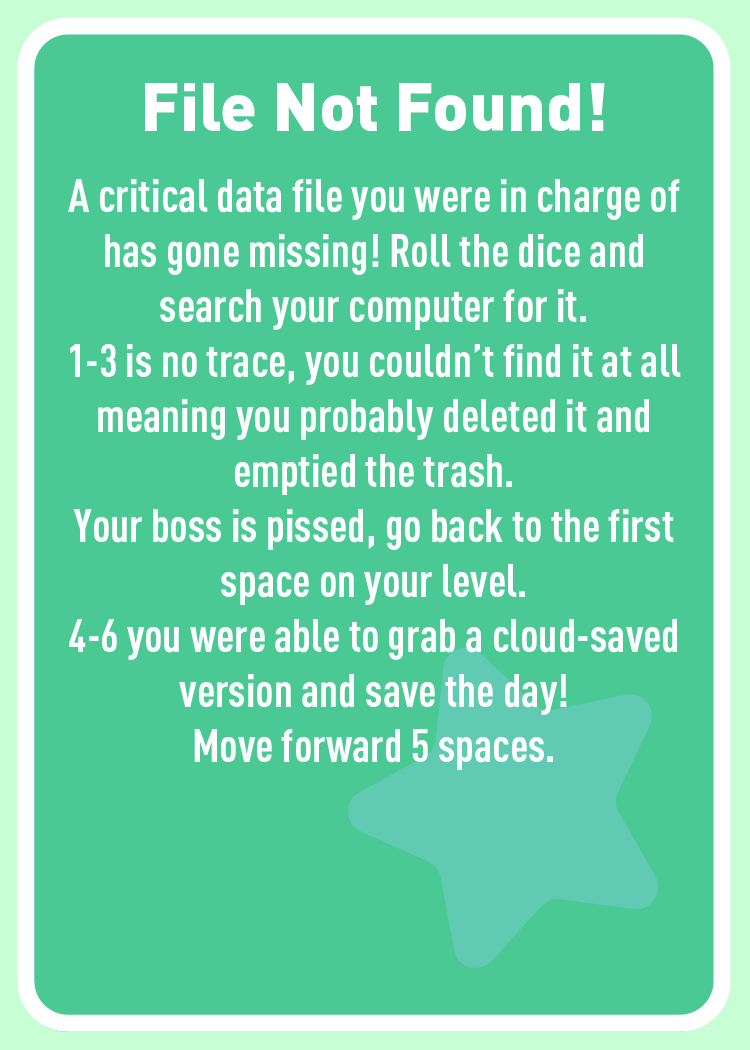 File Not Found!
A critical data file you were in charge of
has gone missing! Roll the dice and
search your computer for it.
1-3 is no trace, you couldn’t find it at all
meaning you probably deleted it and
emptied the trash.
Your boss is pissed, go back to the first
space on your level.
4-6 you were able to grab a cloud-saved
version and save the day!
Move forward 5 spaces.